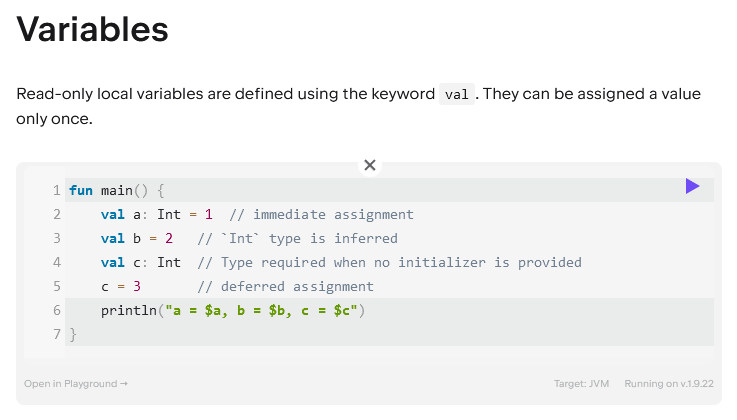 Variables
Read-only local variables are defined using the keyword val. They can be assigned a value
only once.
1 fun main() {
2     val a: Int = 1  // immediate assignment
3     val b = 2   // `Int` type is inferred
4     val c: Int  // Type required when no initializer is provided
5     c = 3       // deferred assignment
6     println("a = $a, b = $b, c = $c")
7 }
Open in Playground → Target: JVM Running on v.1.9.22